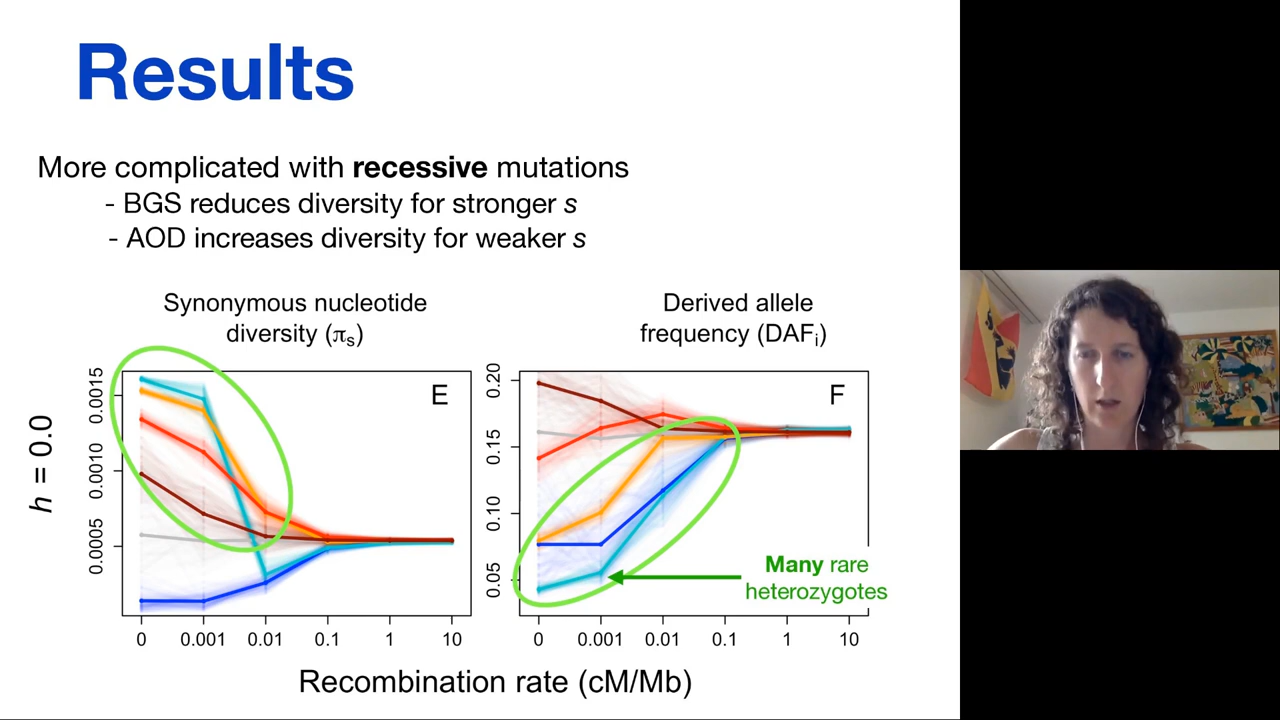 Results
More complicated with recessive mutations
- BGS reduces diversity for stronger s
- AOD increases diversity for weaker s
Synonymous nucleotide
diversity (πs)
Derived allele
frequency (DAFi)
E
F
0.0015
0.0010
0.0005
h = 0.0
0.20
0.15
0.10
0.05
Many rare
heterozygotes
0 0.001 0.01 0.1 1 10
0 0.001 0.01 0.1 1 10
Recombination rate (cM/Mb)